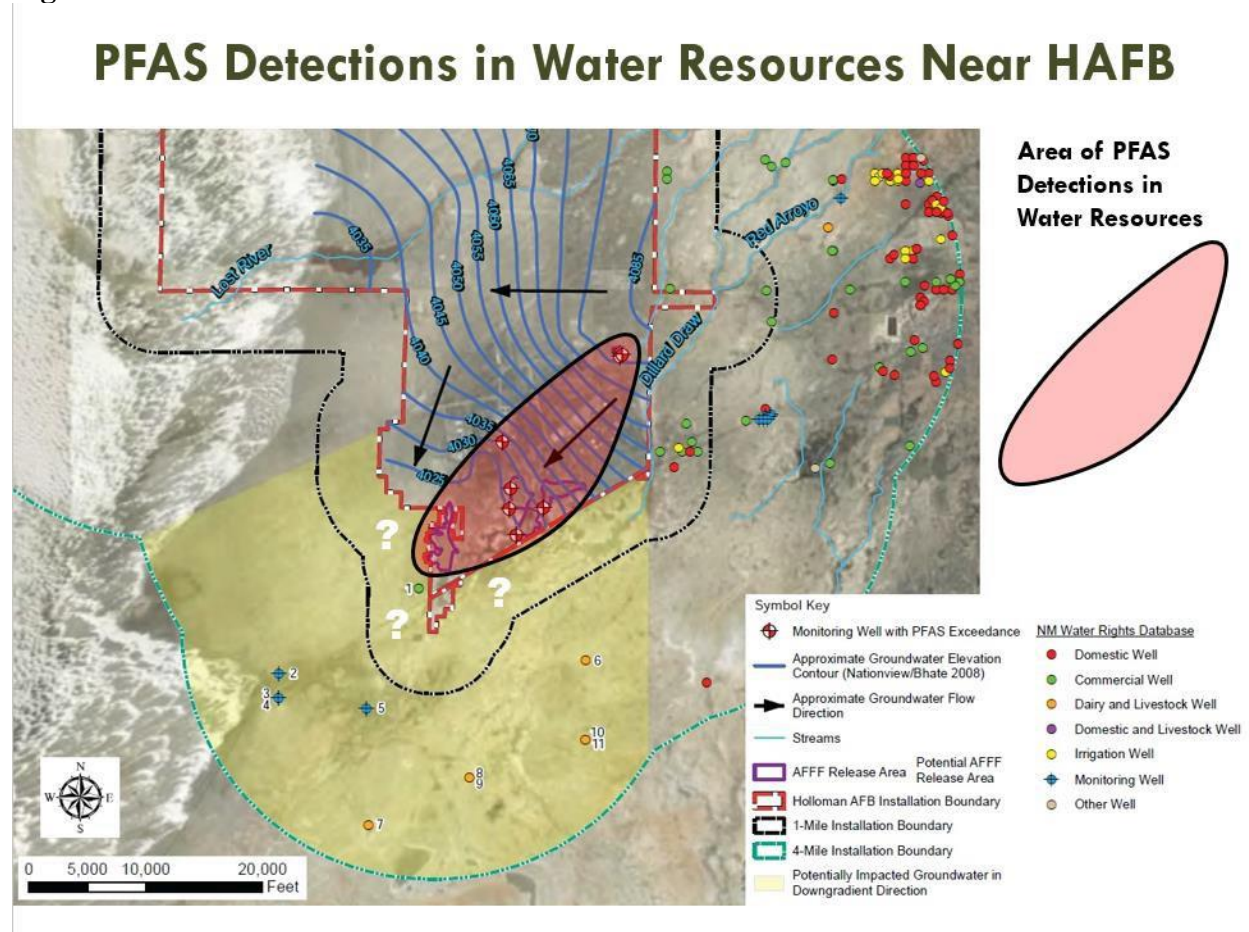 PFAS Detections in Water Resources Near HAFB
Area of PFAS
Detections in
Water Resources
Lost River
Red Arroyo
Dillard Draw
4065
4060
4055
4050
4045
4040
4035
4085
4035
4030
4025
?
?
?
1
2
3
4
5
6
7
8
9
10
11
N
W
E
S
0 5,000 10,000 20,000
Feet
Symbol Key
Monitoring Well with PFAS Exceedance
Approximate Groundwater Elevation
Contour (Nationview/Bhate 2008)
Approximate Groundwater Flow
Direction
Streams
AFFF Release Area
Potential AFFF
Release Area
Holloman AFB Installation Boundary
1-Mile Installation Boundary
4-Mile Installation Boundary
Potentially Impacted Groundwater in
Downgradient Direction
NM Water Rights Database
Domestic Well
Commercial Well
Dairy and Livestock Well
Domestic and Livestock Well
Irrigation Well
Monitoring Well
Other Well